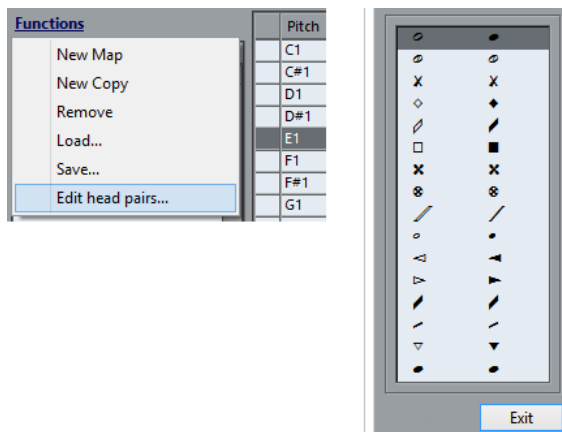 Functions
New Map
New Copy
Remove
Load...
Save...
Edit head pairs...
Pitch
C1
C#1
D1
D#1
E1
F1
F#1
G1
Exit